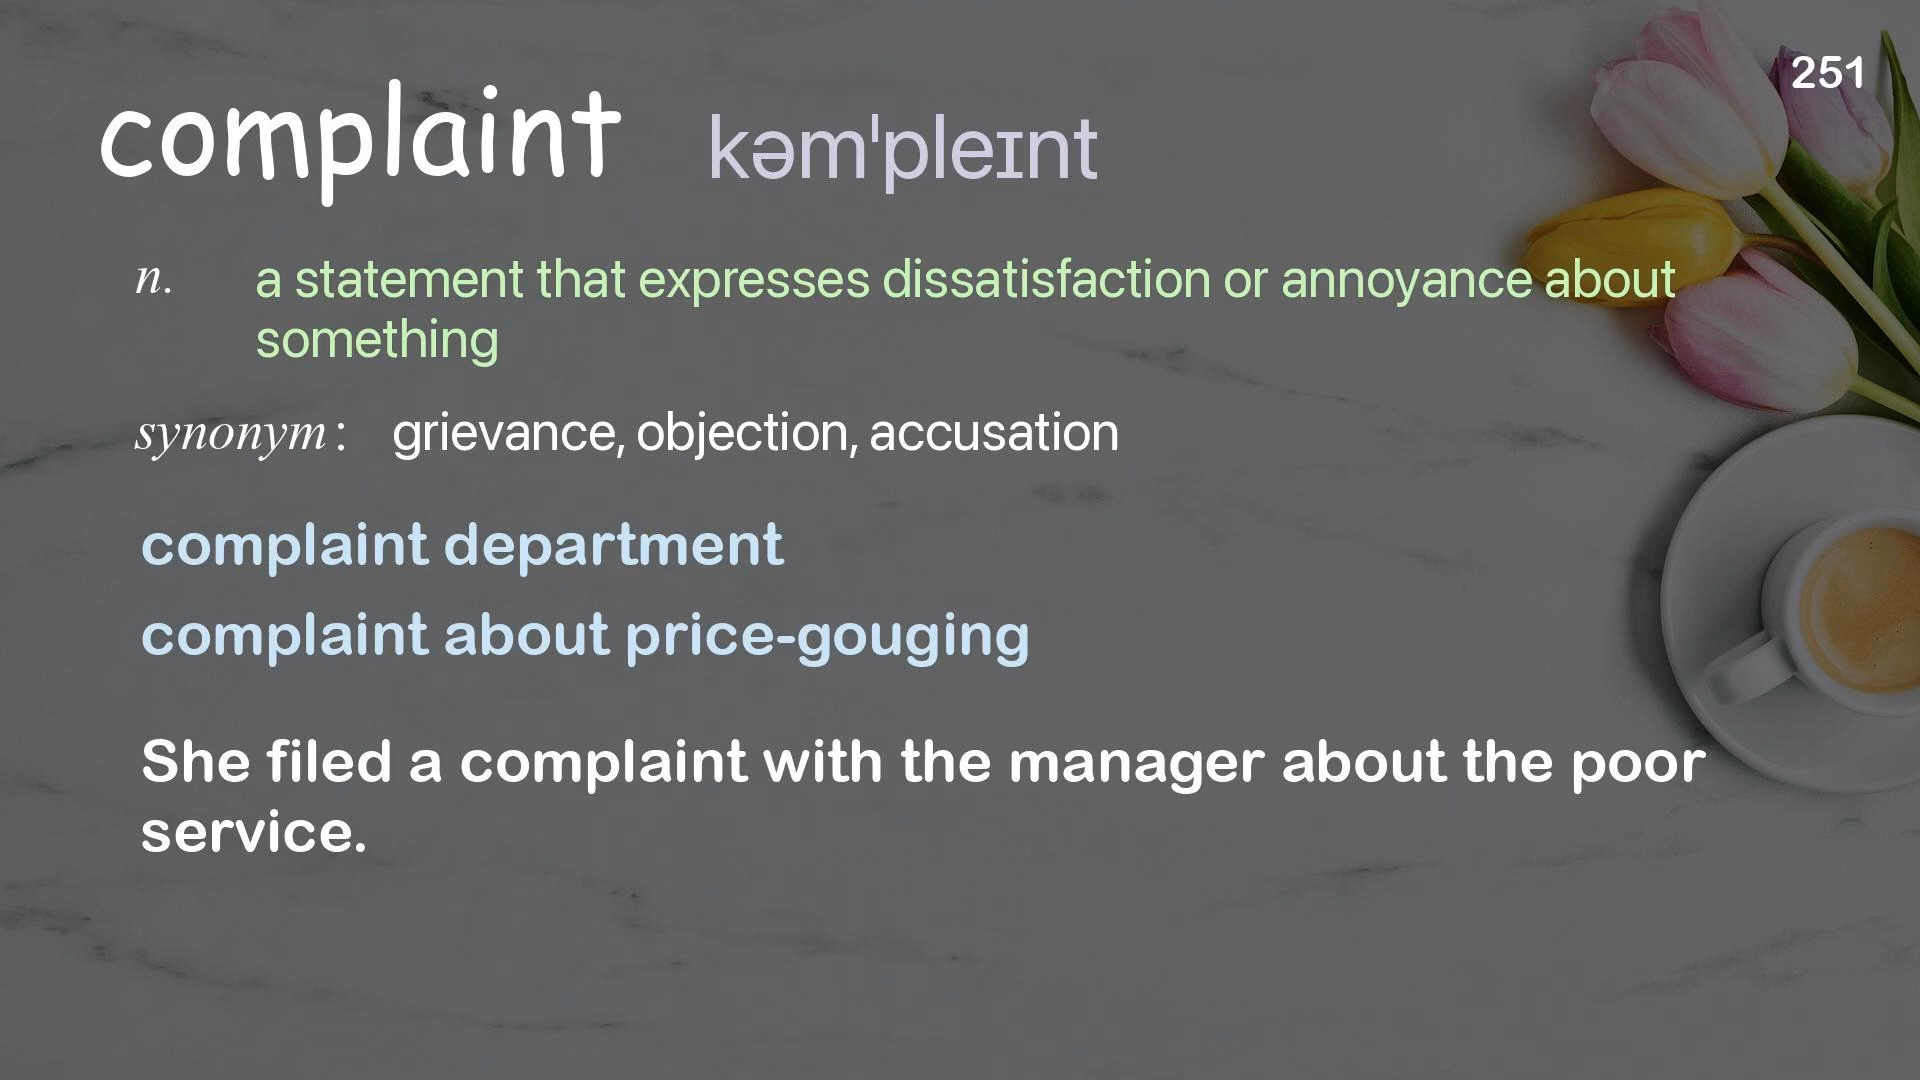 251
complaint kəmˈpleɪnt
n. a statement that expresses dissatisfaction or annoyance about
something
synonym: grievance, objection, accusation
complaint department
complaint about price-gouging
She filed a complaint with the manager about the poor
service.